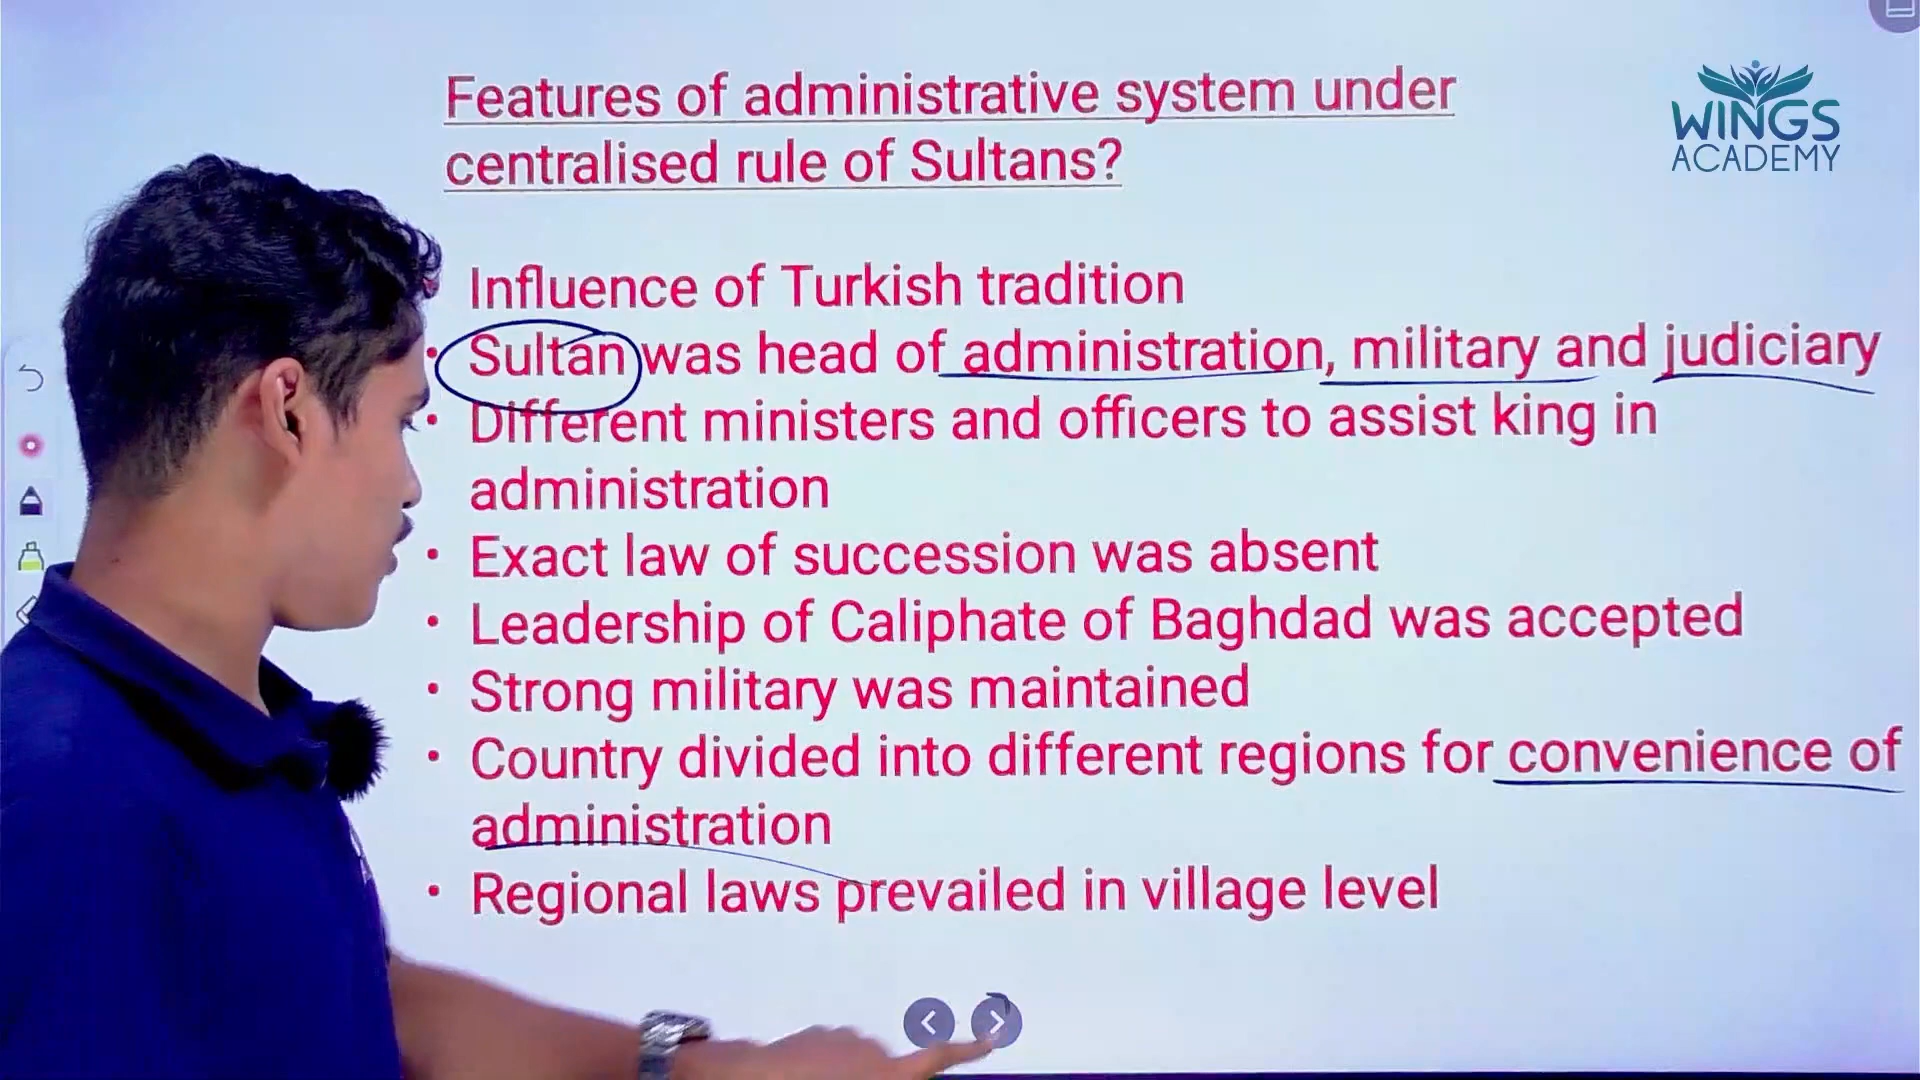 Features of administrative system under
centralised rule of Sultans?
WINGS
ACADEMY
Influence of Turkish tradition
• Sultan was head of administration, military and judiciary
• Different ministers and officers to assist king in
administration
• Exact law of succession was absent
• Leadership of Caliphate of Baghdad was accepted
• Strong military was maintained
• Country divided into different regions for convenience of
administration
• Regional laws prevailed in village level